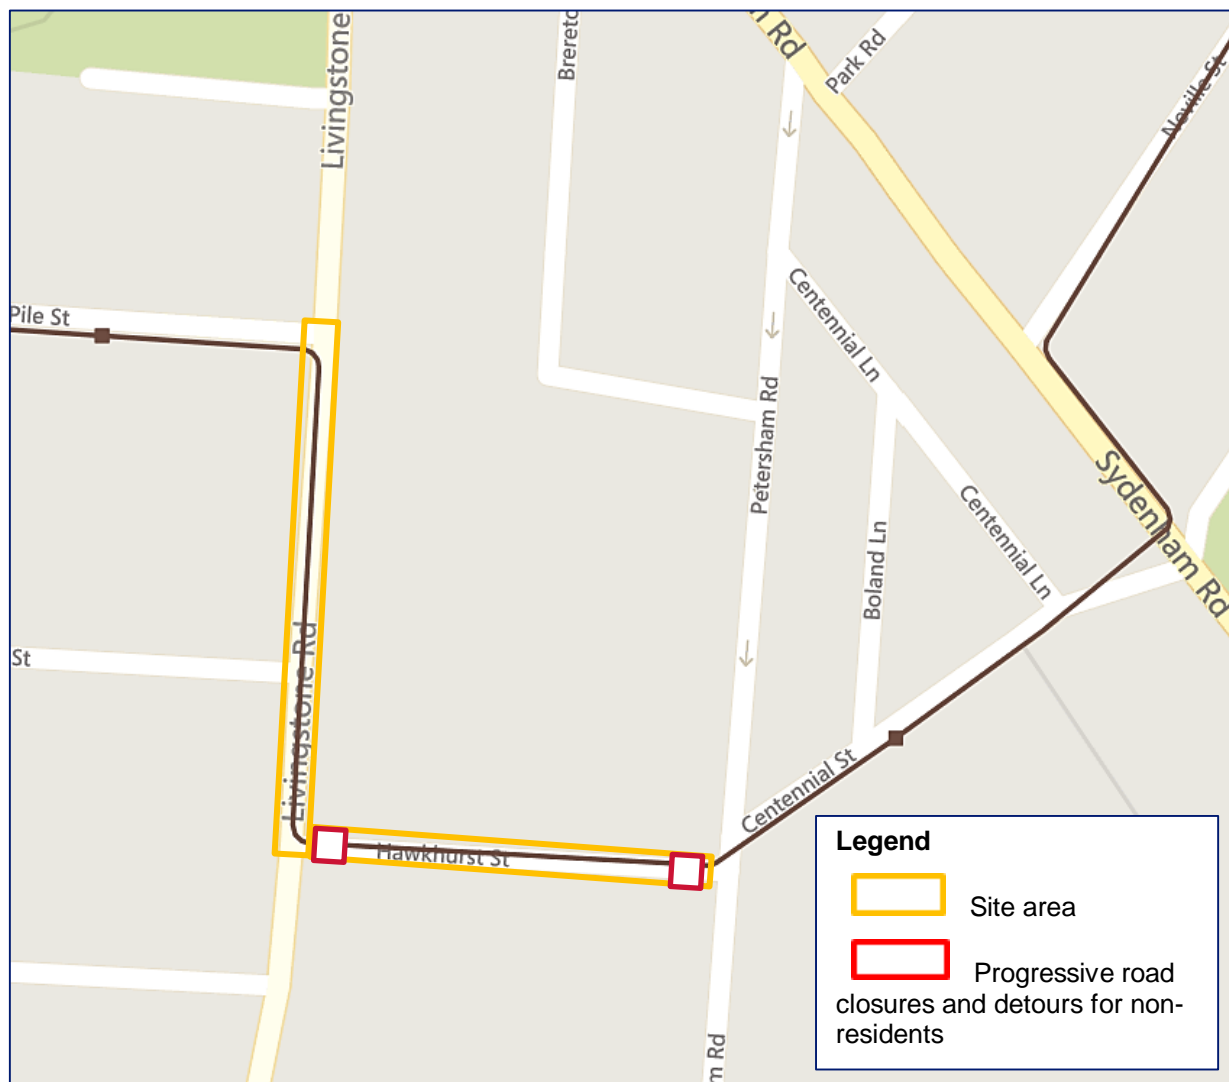 Livingstone
Brereto
n Rd
Park Rd
Neville St
Pile St
Centennial Ln
Petersham Rd
Centennial Ln
Sydenham Rd
Boland Ln
St
Livingstone Rd
Centennial St
Hawkhurst St
m Rd
Legend
Site area
Progressive road
closures and detours for non-
residents